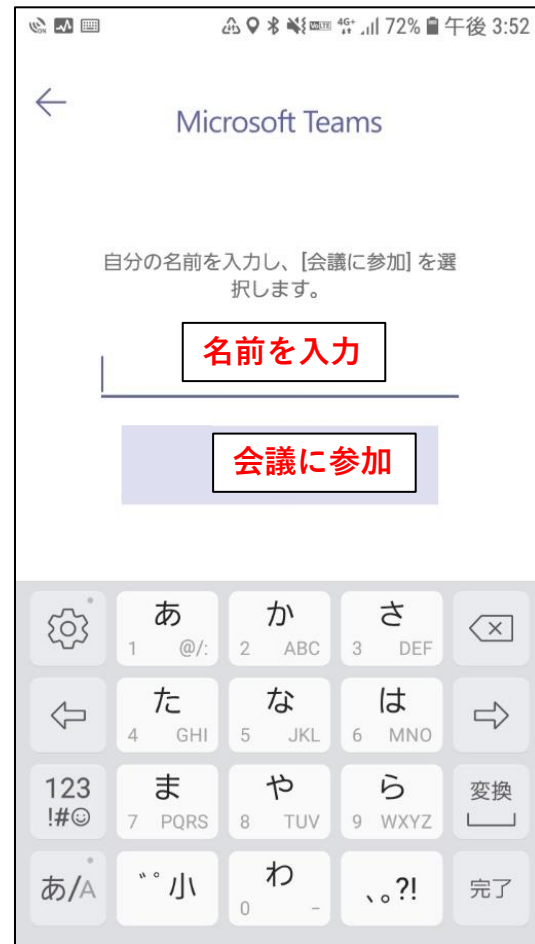 72% 午後 3:52
Microsoft Teams
自分の名前を入力し、[会議に参加] を選
択します。
名前を入力
会議に参加
あ
1 @/:
か
2 ABC
さ
3 DEF
た
4 GHI
な
5 JKL
は
6 MNO
123
!#☺
ま
7 PQRS
や
8 TUV
ら
9 WXYZ
変換
あ/A
゛゜小
わ
0 –
、。?!
完了